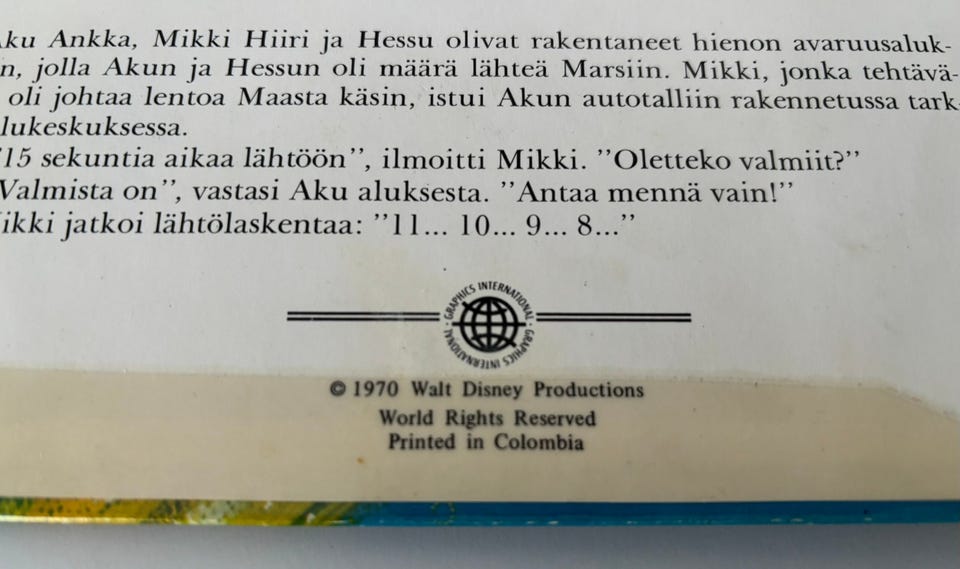 ku Ankka, Mikki Hiiri ja Hessu olivat rakentaneet hienon avaruusaluk-
n, jolla Akun ja Hessun oli määrä lähteä Marsiin. Mikki, jonka tehtävä-
oli johtaa lentoa Maasta käsin, istui Akun autotalliin rakennetussa tark-
lukeskuksessa.
"15 sekuntia aikaa lähtöön", ilmoitti Mikki. "Oletteko valmiit?"
Valmista on", vastasi Aku aluksesta. "Antaa mennä vain!"
ikki jatkoi lähtölaskentaa: "11... 10... 9... 8..."
GRAPHICS INTERNATIONAL · GRAPHICS INTERNATIONAL ·
© 1970 Walt Disney Productions
World Rights Reserved
Printed in Colombia